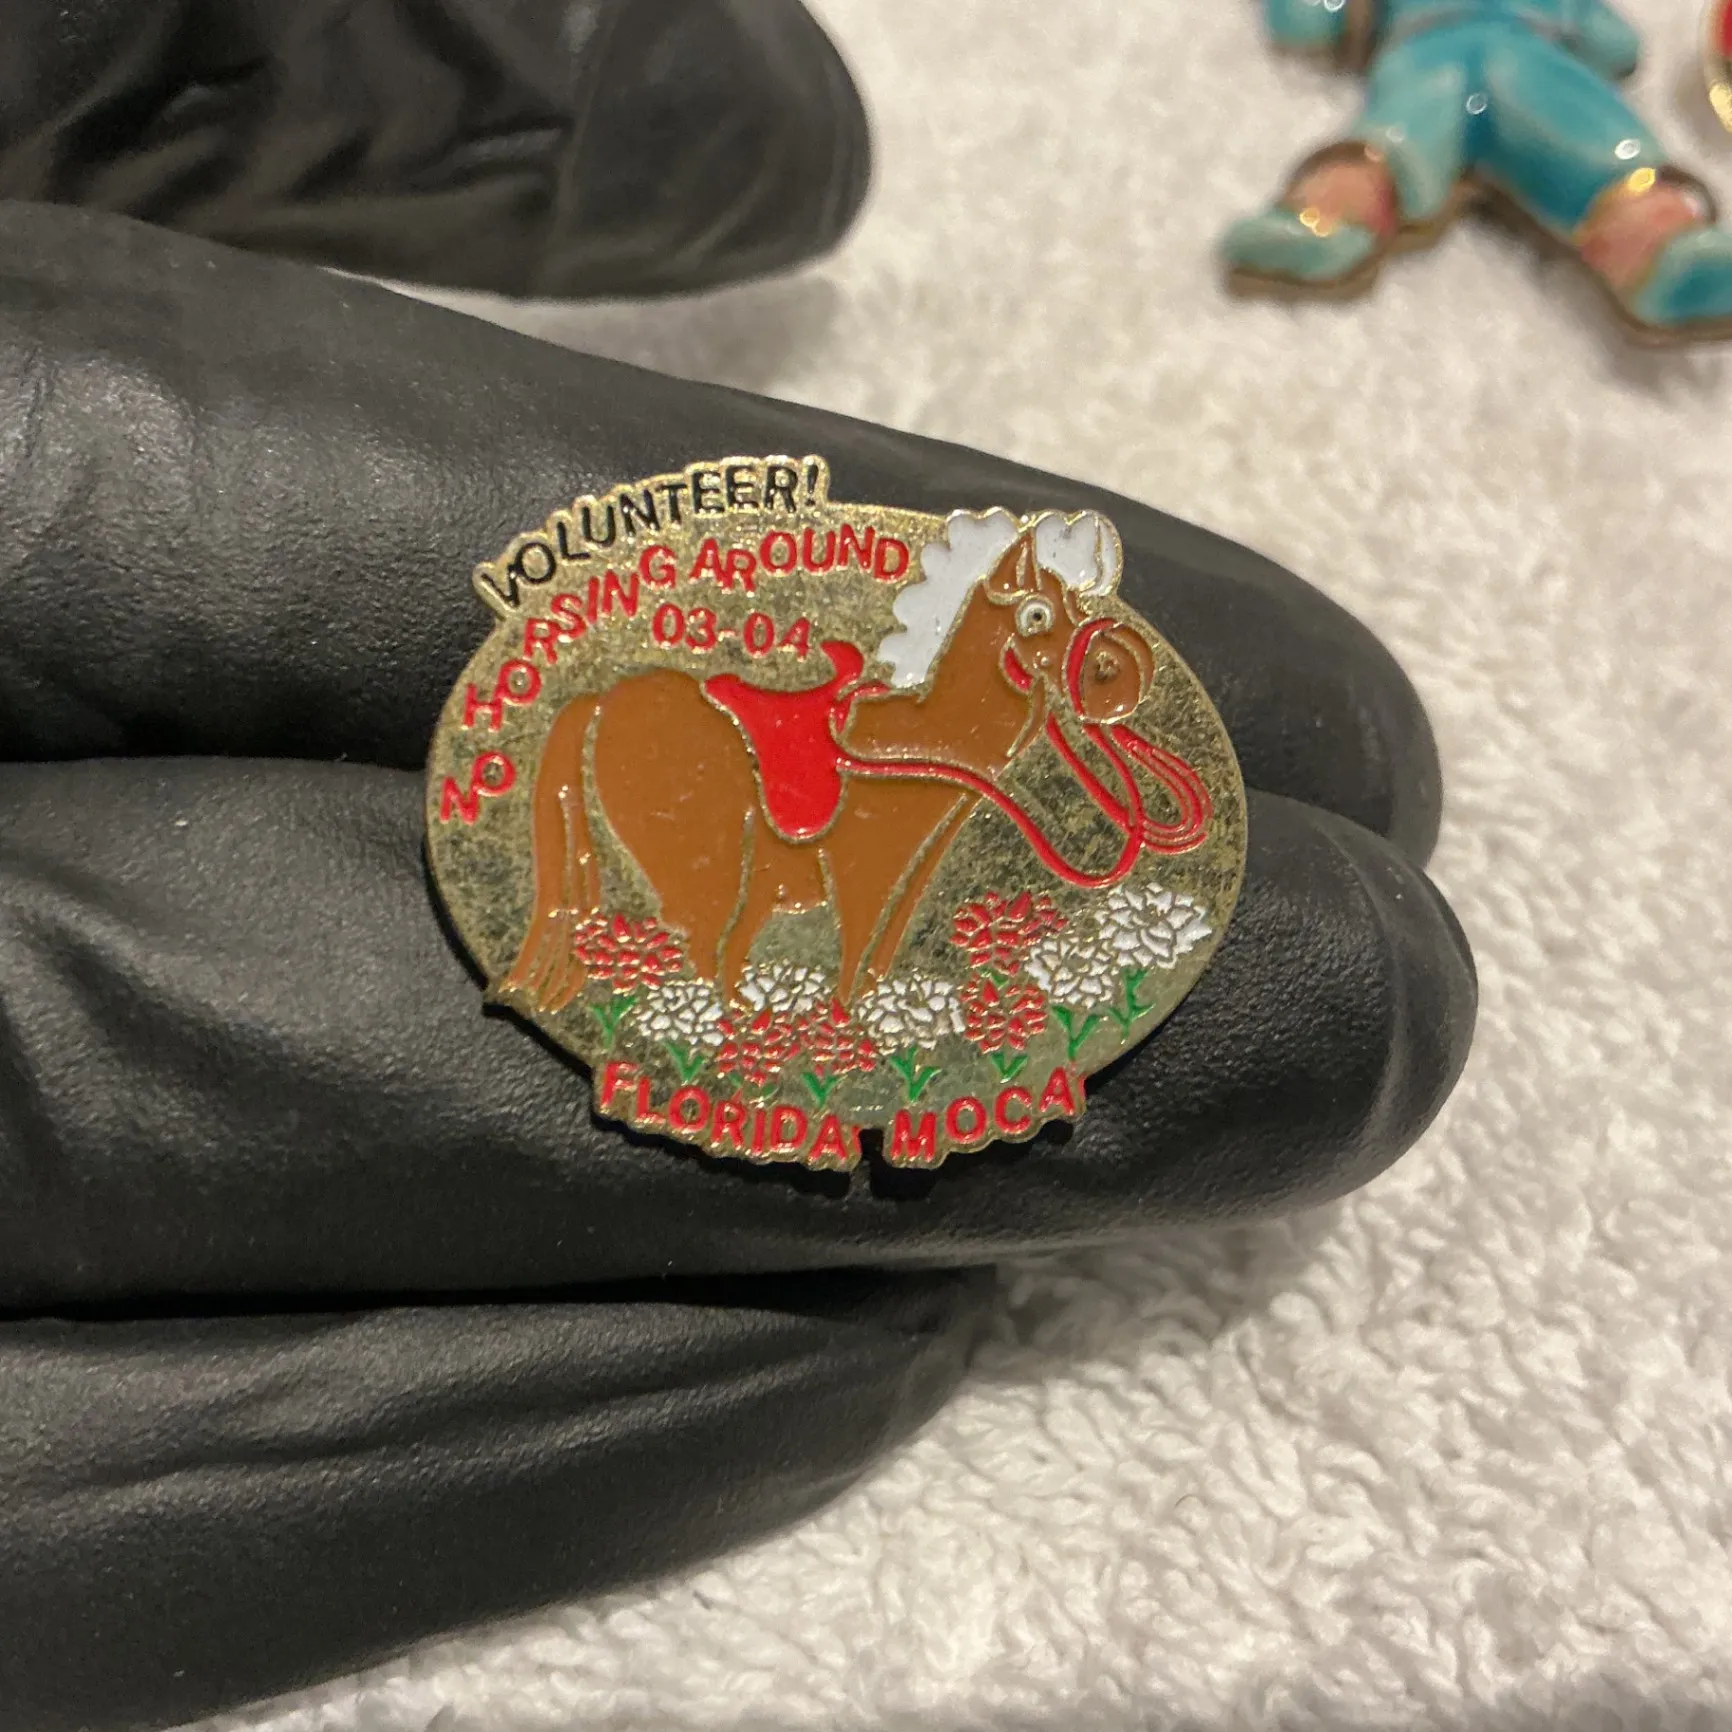 VOLUNTEER!
NO HORSING AROUND
03-04
FLORIDA MOCA